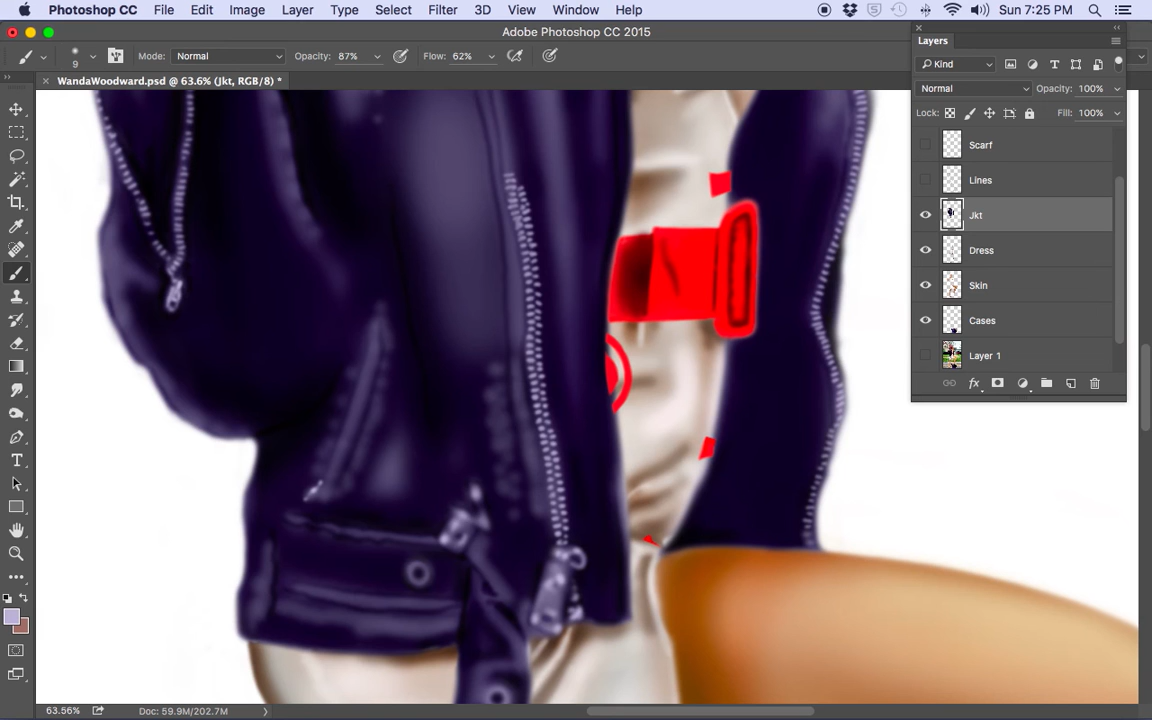 Photoshop CC File Edit Image Layer Type Select Filter 3D View Window Help Sun 7:25 PM
Adobe Photoshop CC 2015
9 Mode: Normal Opacity: 87% Flow: 62%
WandaWoodward.psd @ 63.6% (Jkt, RGB/8) *
Layers
Kind
Normal Opacity: 100%
Lock: Fill: 100%
Scarf
Lines
Jkt
Dress
Skin
Cases
Layer 1
fx
63.56% Doc: 59.9M/202.7M